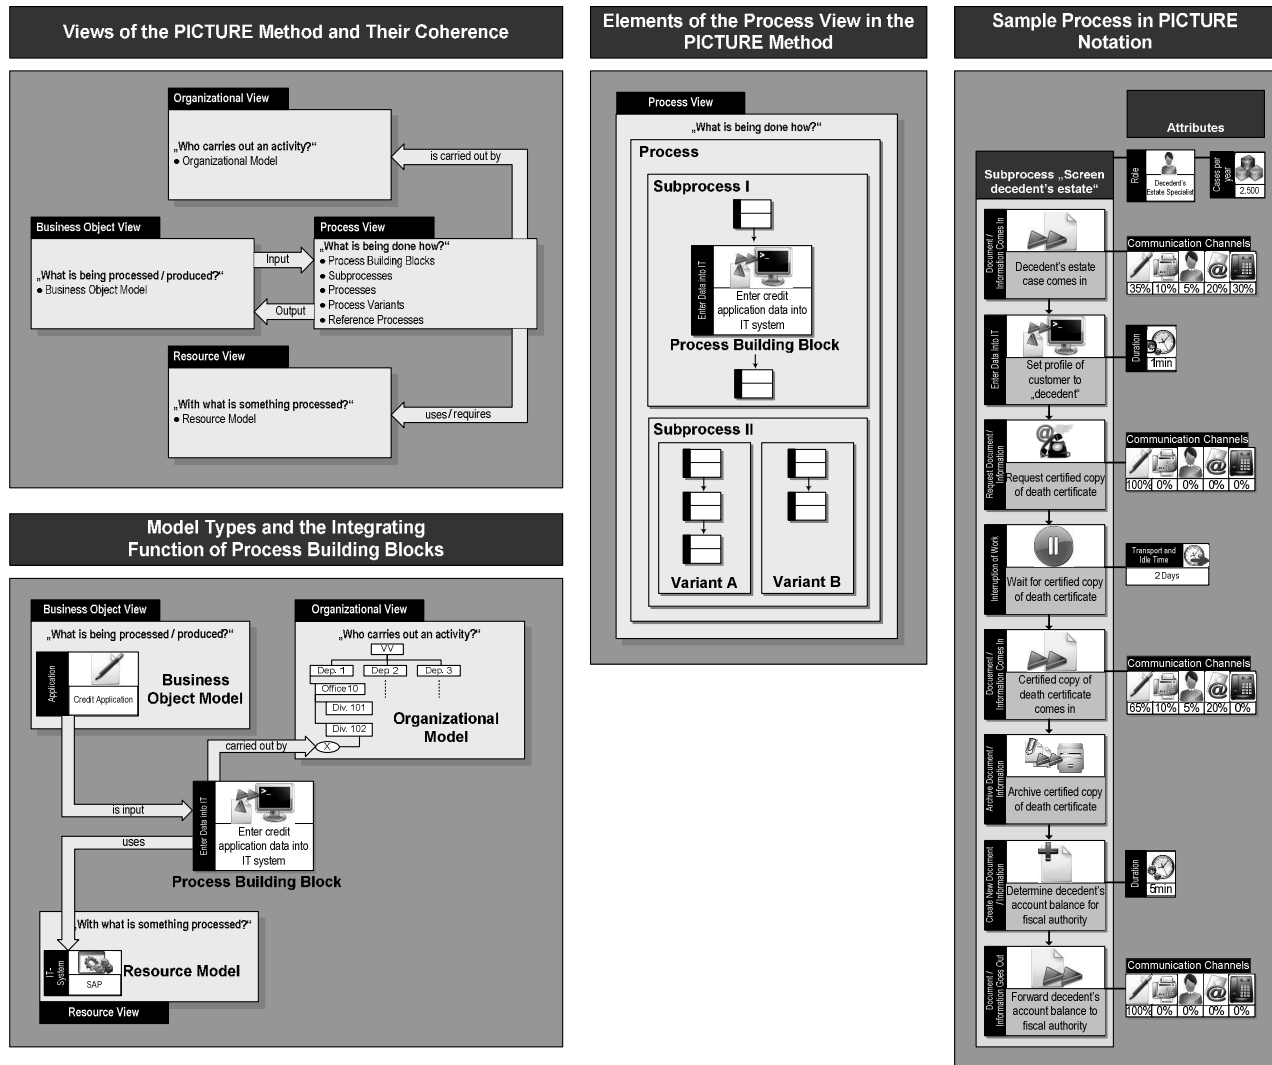 Views of the PICTURE Method and Their Coherence
Organizational View
„Who carries out an activity?“
● Organizational Model
is carried out by
Business Object View
„What is being processed / produced?“
● Business Object Model
Input
Output
Process View
„What is being done how?“
● Process Building Blocks
● Subprocesses
● Processes
● Process Variants
● Reference Processes
Resource View
„With what is something processed?“
● Resource Model
uses / requires
Model Types and the Integrating
Function of Process Building Blocks
Business Object View
„What is being processed / produced?“
Application
Credit Application
Business
Object Model
Organizational View
„Who carries out an activity?“
VV
Dep. 1
Dep 2
Dep. 3
Office 10
Div. 101
Div. 102
X
Organizational
Model
carried out by
is input
uses
Enter Data into IT
>_
Enter credit
application data into
IT system
Process Building Block
„With what is something processed?“
IT-
System
SAP
Resource Model
Resource View
Elements of the Process View in the
PICTURE Method
Process View
„What is being done how?“
Process
Subprocess I
Enter Data into IT
>_
Enter credit
application data into
IT system
Process Building Block
Subprocess II
Variant A
Variant B
Sample Process in PICTURE
Notation
Attributes
Subprocess „Screen
decedent's estate“
Role
Decedent's
Estate Specialist
Cases per
year
2.500
Document /
Information Comes In
Decedent's estate
case comes in
Communication Channels
@
35% 10% 5% 20% 30%
Enter Data Into IT
>_
Set profile of
customer to
„decedent“
Duration
1min
Request Document /
Information
@
Request certified copy
of death certificate
Communication Channels
@
100% 0% 0% 0% 0%
Interruption of Work
Wait for certified copy
of death certificate
Transport and
Idle Time
2 Days
Docuement /
Information Comes In
Certified copy of
death certificate
comes in
Communication Channels
@
65% 10% 5% 20% 0%
Archive Document /
Information
Archive certified copy
of death certificate
Create New Document
/ Information
Determine decedent's
account balance for
fiscal authority
Duration
5min
Document /
Information Goes Out
Forward decedent's
account balance to
fiscal authority
Communication Channels
@
100% 0% 0% 0% 0%